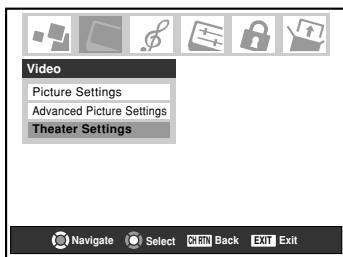 Video
Picture Settings
Advanced Picture Settings
Theater Settings
Navigate Select CH RTN Back EXIT Exit